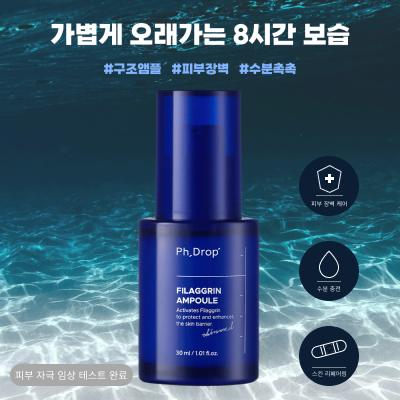 가볍게 오래가는 8시간 보습
#구조앰플 #피부장벽 #수분촉촉
피부 장벽 케어
Ph,Drop'
FILAGGRIN
AMPOULE
Activates Filaggrin
to protect and enhances
the skin barrier.
수분 충전
30 ml / 1.01 fl. oz.
스킨 리페어링
피부 자극 임상 테스트 완료